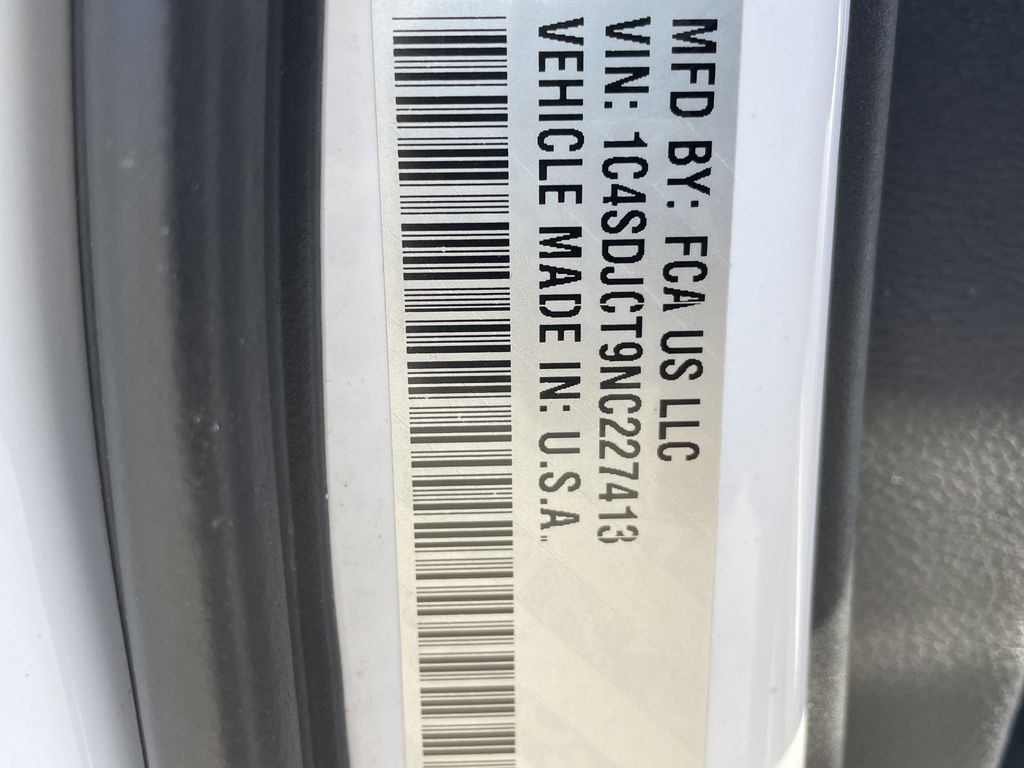 MFD BY: FCA US LLC
VIN: 1C4SDJCT9NC227413
VEHICLE MADE IN: U.S.A.